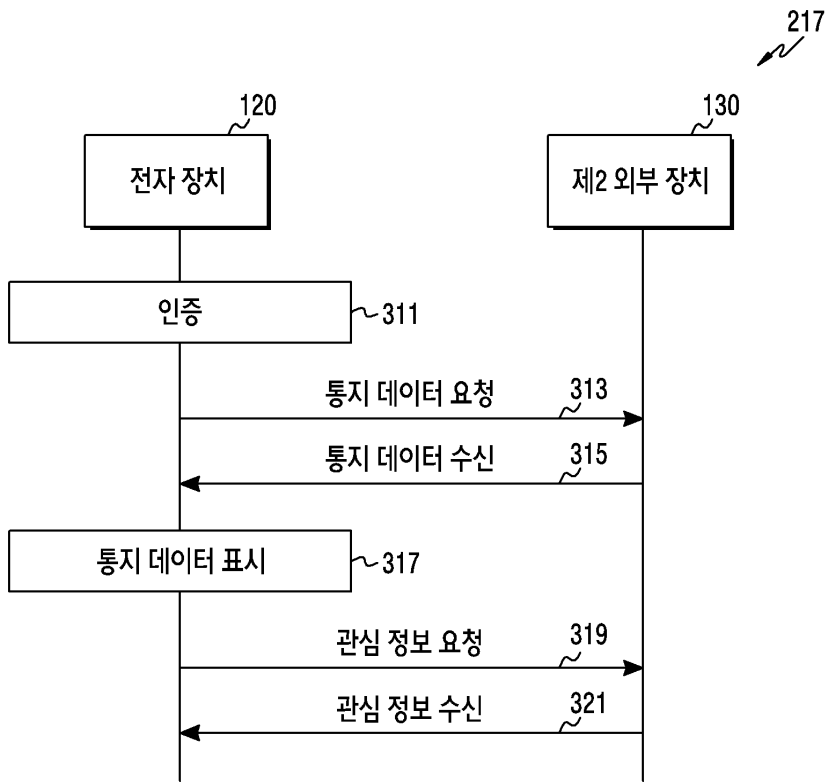 217
120
130
전자 장치
제2 외부 장치
인증
311
통지 데이터 요청
313
통지 데이터 수신
315
통지 데이터 표시
317
관심 정보 요청
319
관심 정보 수신
321